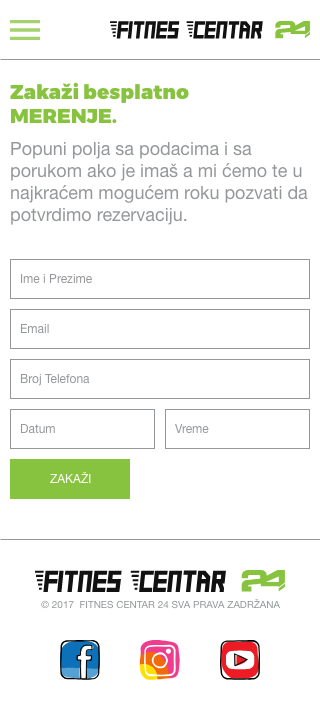 FITNES CENTAR 24
Zakaži besplatno
MERENJE.
Popuni polja sa podacima i sa
porukom ako je imaš a mi ćemo te u
najkraćem mogućem roku pozvati da
potvrdimo rezervaciju.
Ime i Prezime
Email
Broj Telefona
Datum Vreme
ZAKAŽI
FITNES CENTAR 24
© 2017 FITNES CENTAR 24 SVA PRAVA ZADRŽANA